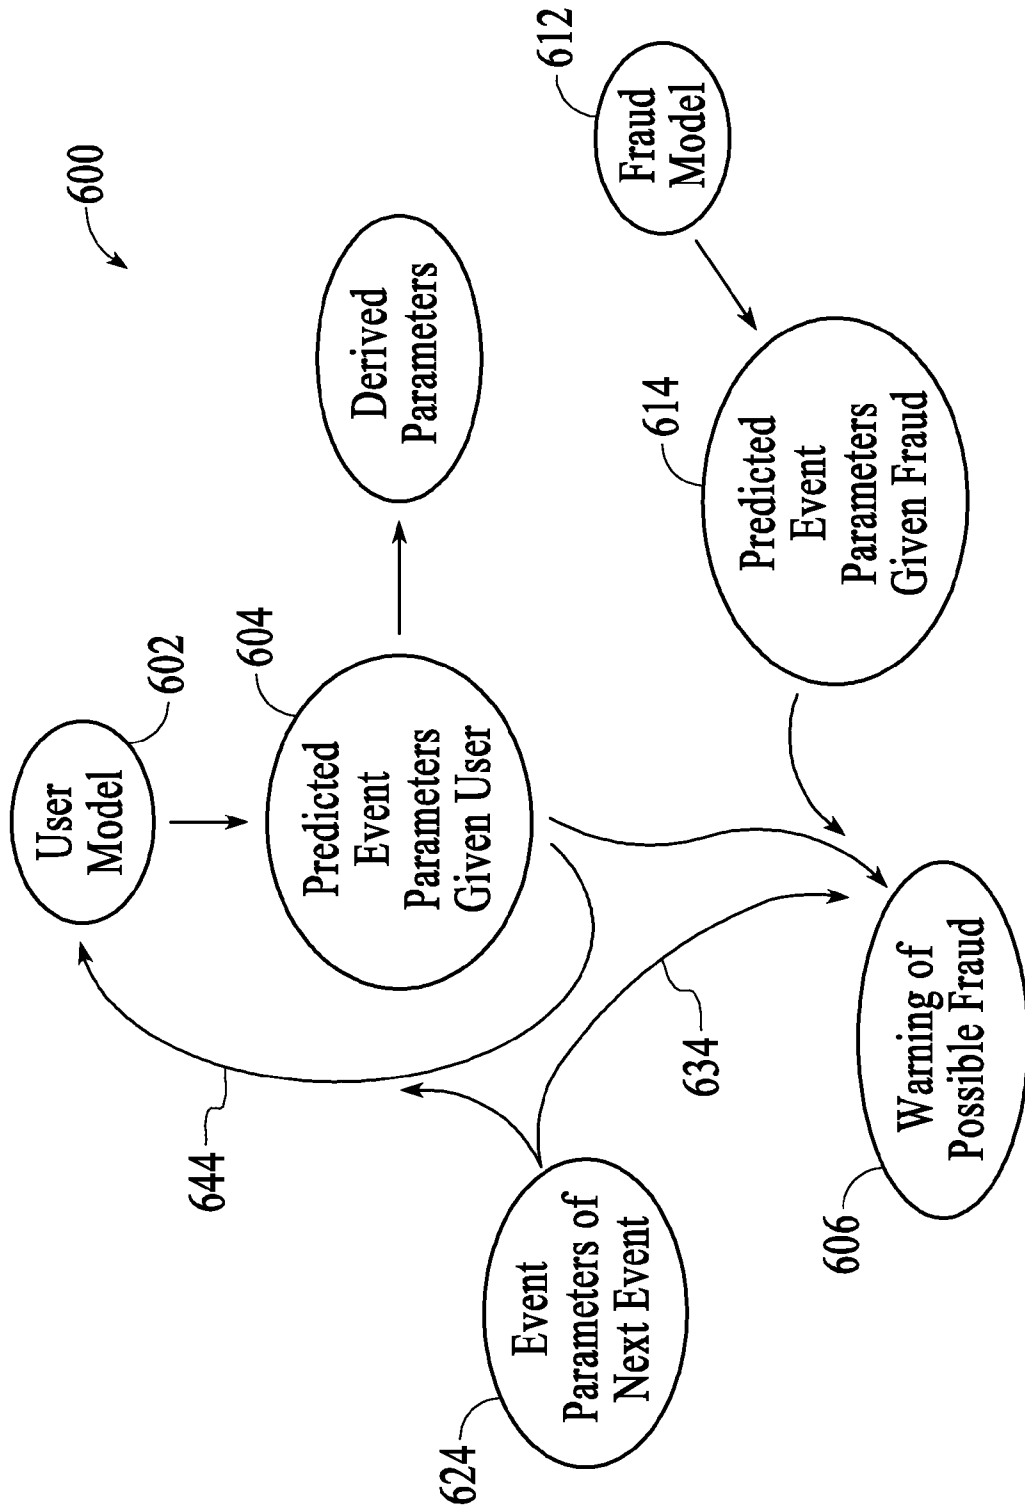 600
User
Model
602
Predicted
Event
Parameters
Given User
604
Derived
Parameters
Fraud
Model
612
Predicted
Event
Parameters
Given Fraud
614
644
634
Event
Parameters of
Next Event
624
Warning of
Possible Fraud
606